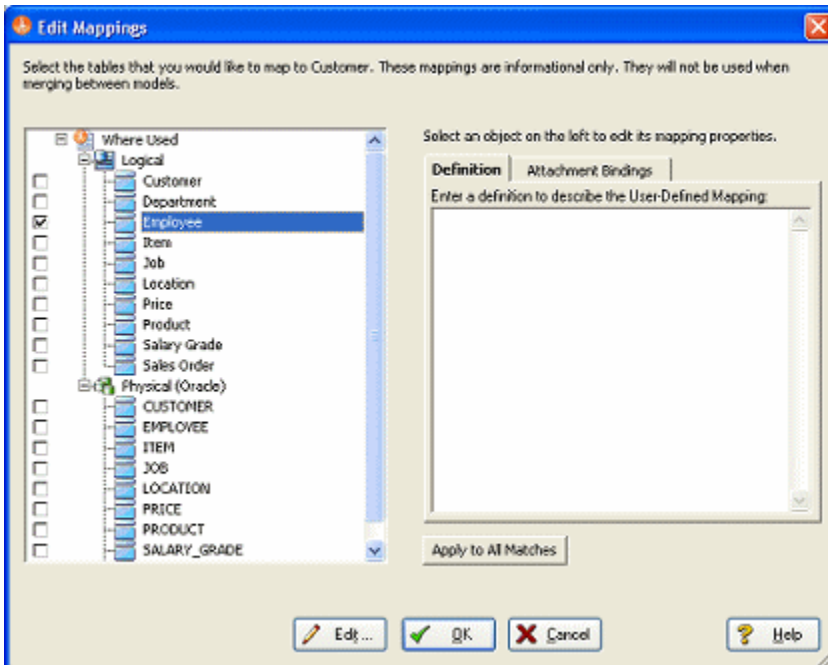 Edit Mappings
Select the tables that you would like to map to Customer. These mappings are informational only. They will not be used when
merging between models.
Where Used
Logical
Customer
Department
Employee
Item
Job
Location
Price
Product
Salary Grade
Sales Order
Physical (Oracle)
CUSTOMER
EMPLOYEE
ITEM
JOB
LOCATION
PRICE
PRODUCT
SALARY_GRADE
Select an object on the left to edit its mapping properties.
Definition
Attachment Bindings
Enter a definition to describe the User-Defined Mapping:
Apply to All Matches
Edit...
OK
Cancel
Help